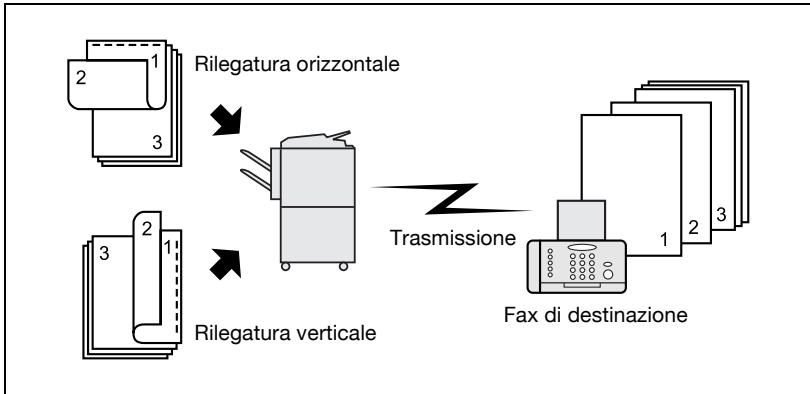 1
2
3
Rilegatura orizzontale
3
2
1
Rilegatura verticale
Trasmissione
1
2
3
Fax di destinazione